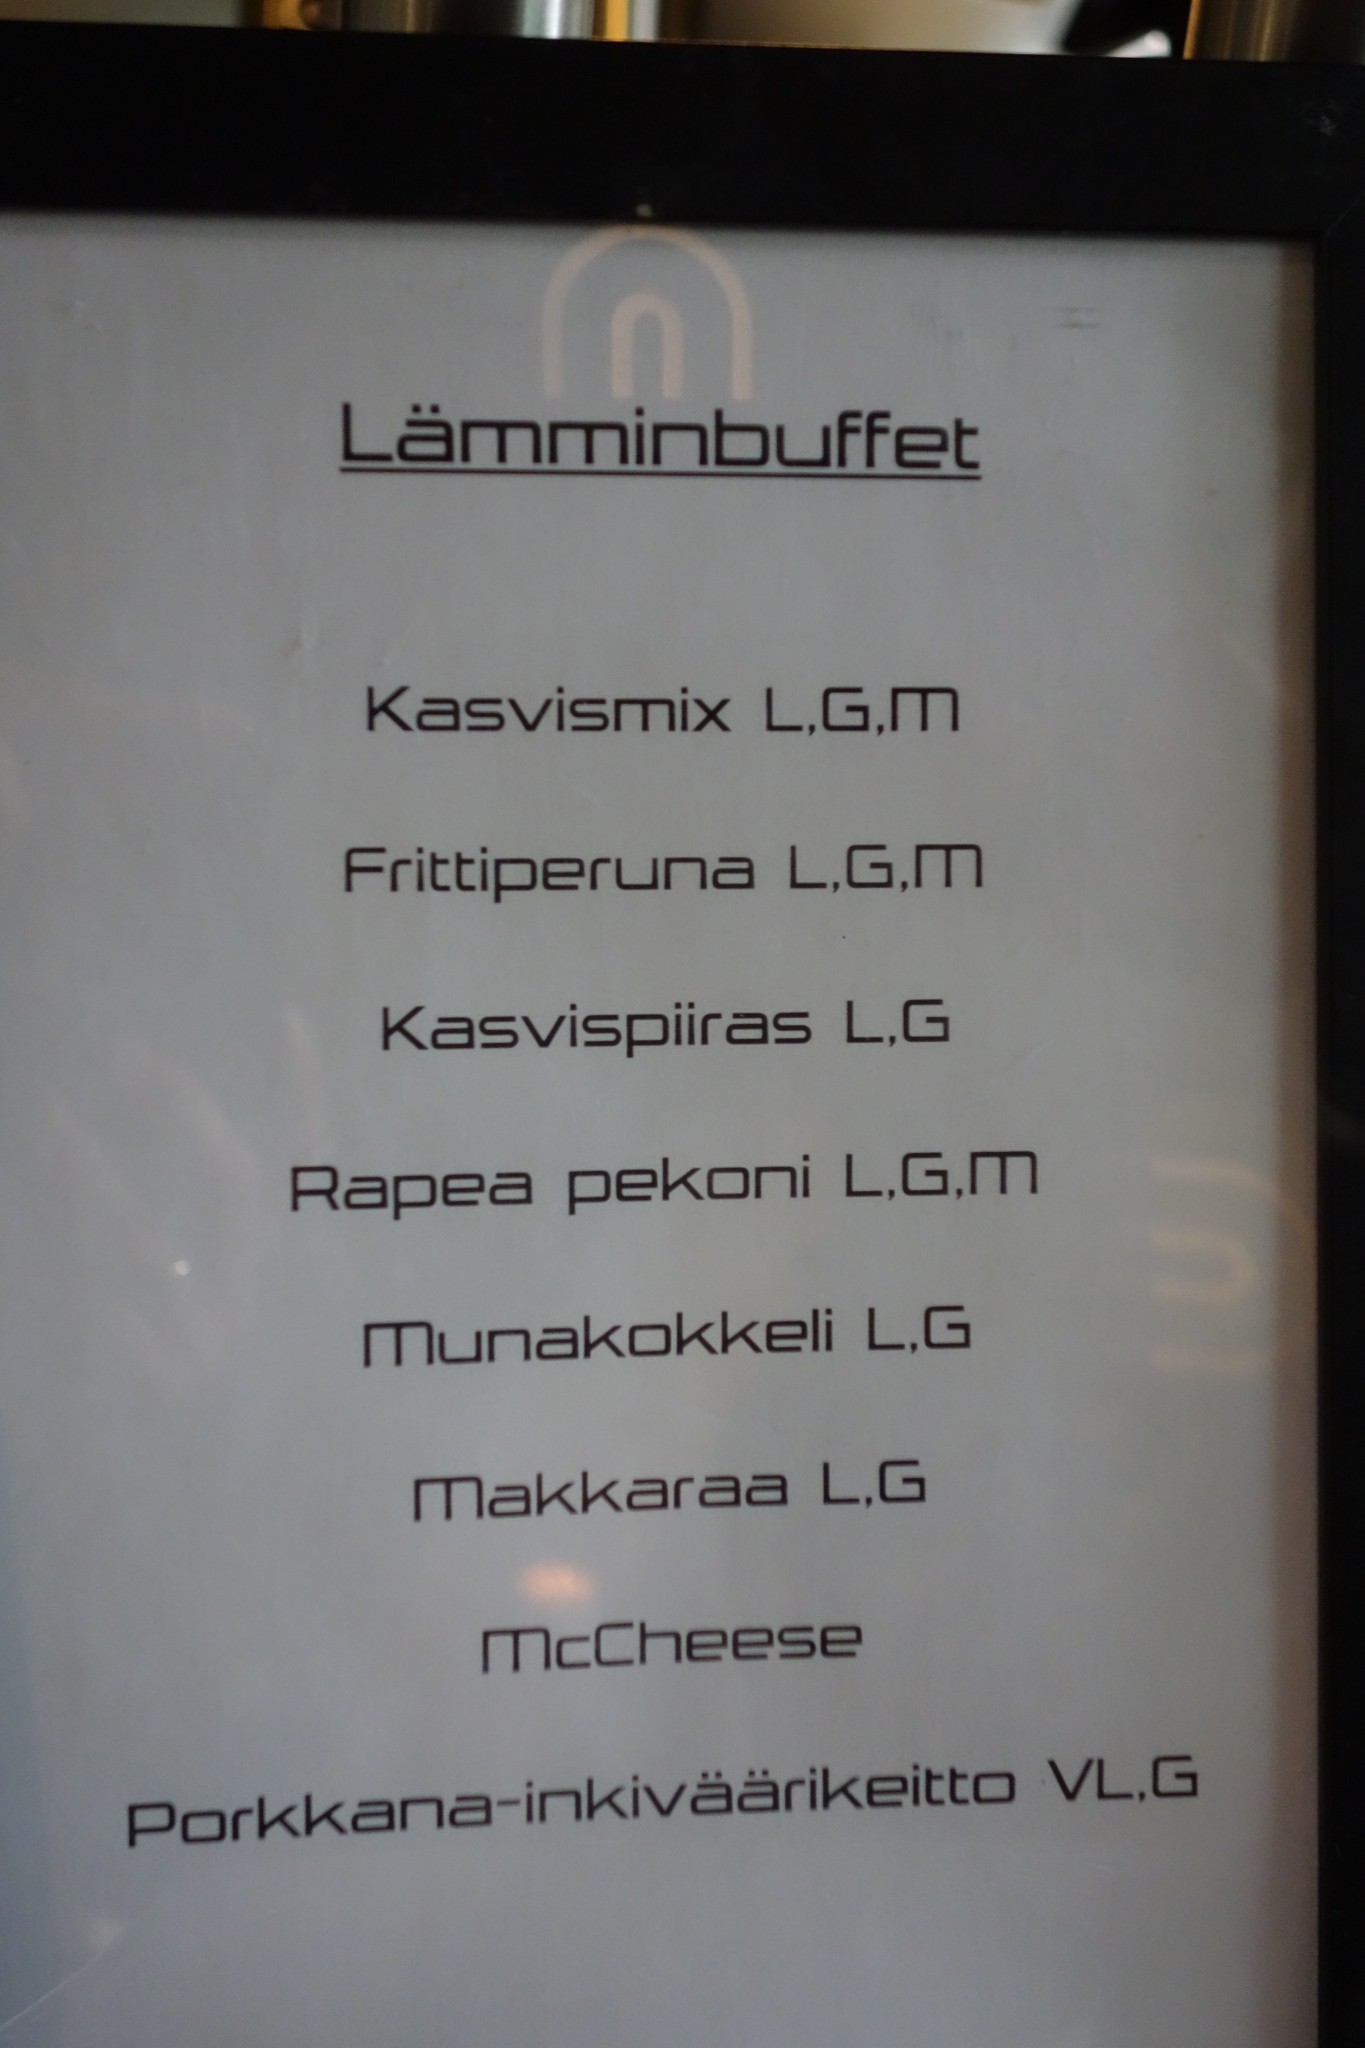 Lämminbuffet
Kasvismix L,G,M
Frittiperuna L,G,M
Kasvispiiras L,G
Rapea pekoni L,G,M
Munakokkeli L,G
Makkaraa L,G
McCheese
Porkkana-inkiväärikeitto VL,G